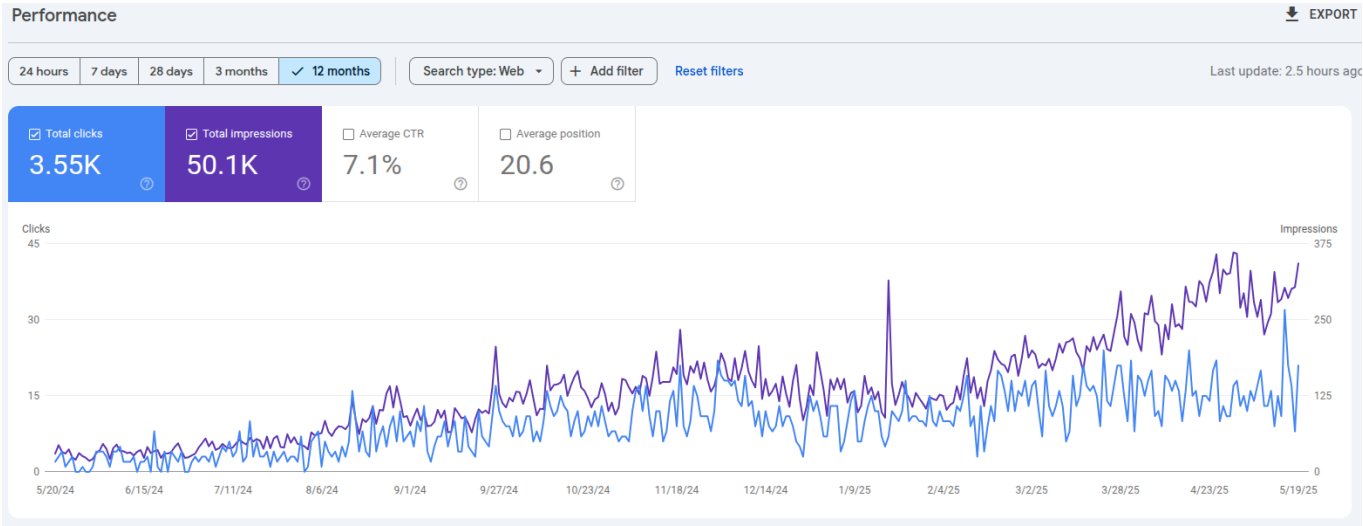 Performance
EXPORT
24 hours 7 days 28 days 3 months 12 months Search type: Web Add filter Reset filters Last update: 2.5 hours ago
Total clicks Total impressions Average CTR Average position
3.55K 50.1K 7.1% 20.6
Clicks Impressions
45 375
30 250
15 125
0 0
5/20/24 6/15/24 7/11/24 8/6/24 9/1/24 9/27/24 10/23/24 11/18/24 12/14/24 1/9/25 2/4/25 3/2/25 3/28/25 4/23/25 5/19/25